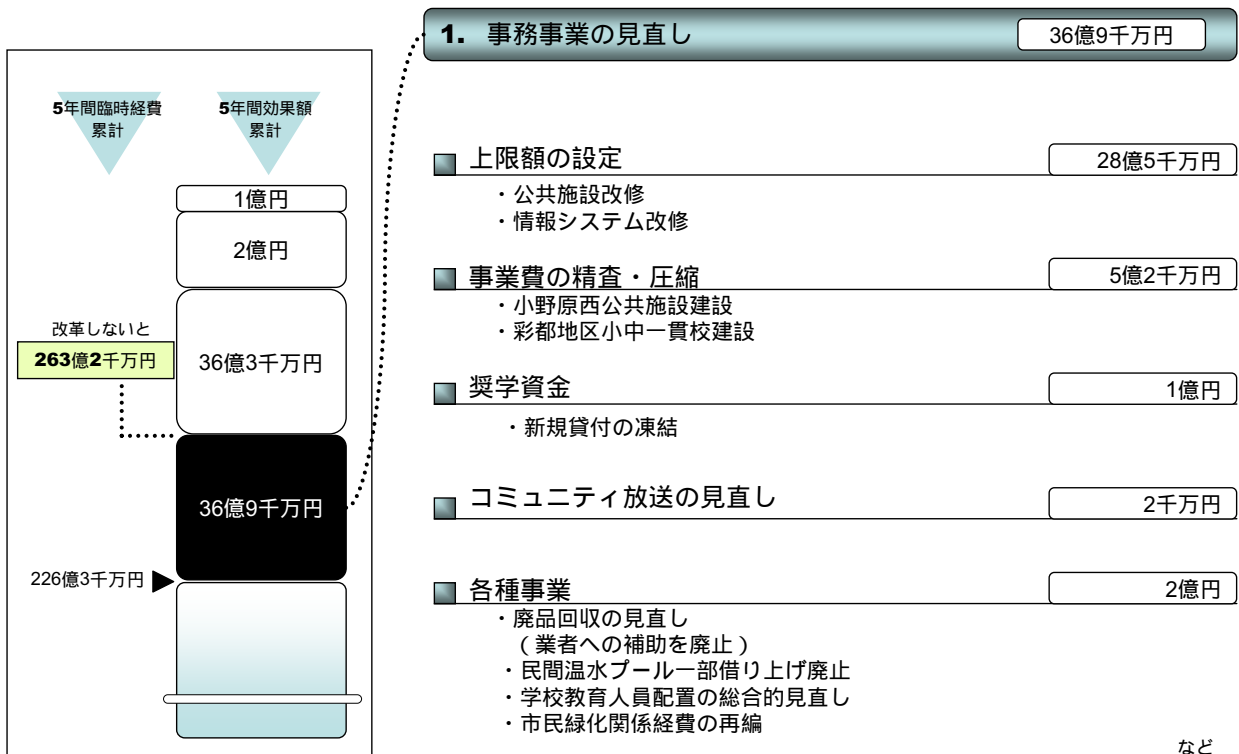 1. 事務事業の見直し
36億9千万円
5年間臨時経費
累計
5年間効果額
累計
1億円
2億円
36億3千万円
改革しないと
263億2千万円
36億9千万円
226億3千万円
上限額の設定
28億5千万円
・公共施設改修
・情報システム改修
事業費の精査・圧縮
5億2千万円
・小野原西公共施設建設
・彩都地区小中一貫校建設
奨学資金
1億円
・新規貸付の凍結
コミュニティ放送の見直し
2千万円
各種事業
2億円
・廃品回収の見直し
（業者への補助を廃止）
・民間温水プール一部借り上げ廃止
・学校教育人員配置の総合的見直し
・市民緑化関係経費の再編
など